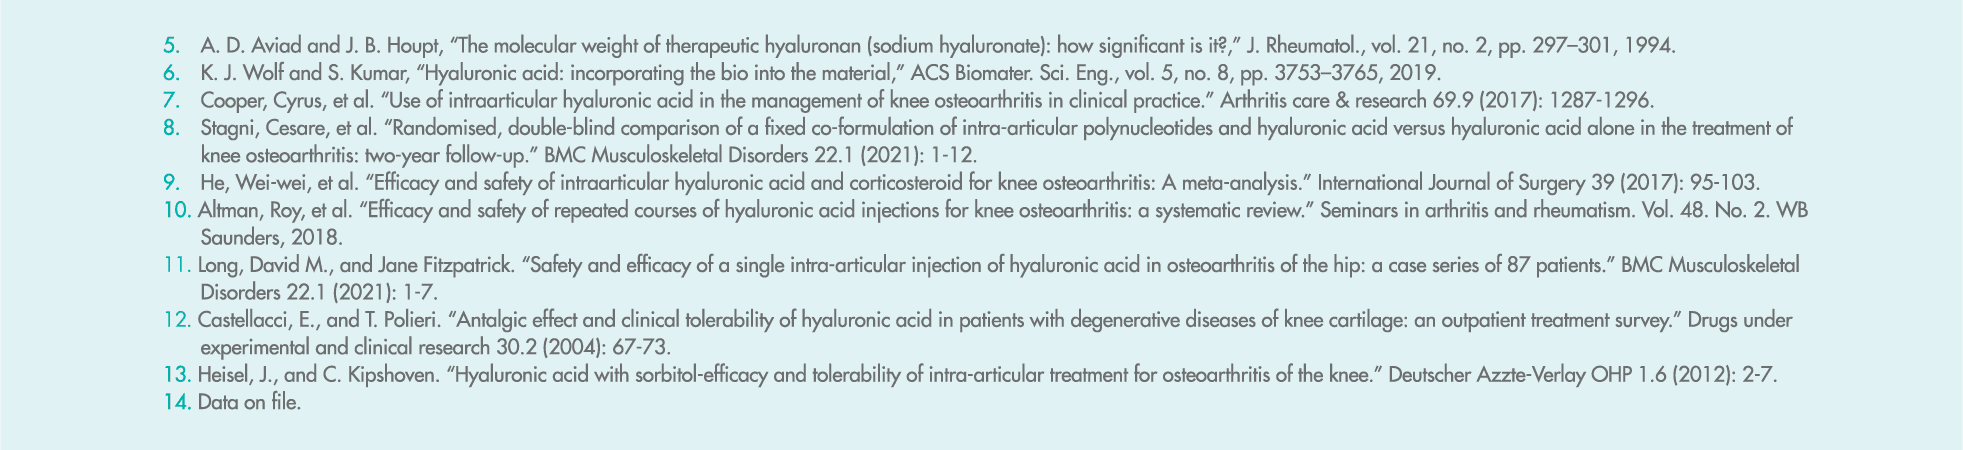 5. A. D. Aviad and J. B. Houpt, “The molecular weight of therapeutic hyaluronan (sodium hyaluronate): how significant is it?,” J. Rheumatol., vol. 21, no. 2, pp. 297–301, 1994.
6. K. J. Wolf and S. Kumar, “Hyaluronic acid: incorporating the bio into the material,” ACS Biomater. Sci. Eng., vol. 5, no. 8, pp. 3753–3765, 2019.
7. Cooper, Cyrus, et al. “Use of intraarticular hyaluronic acid in the management of knee osteoarthritis in clinical practice.” Arthritis care & research 69.9 (2017): 1287-1296.
8. Stagni, Cesare, et al. “Randomised, double-blind comparison of a fixed co-formulation of intra-articular polynucleotides and hyaluronic acid versus hyaluronic acid alone in the treatment of
knee osteoarthritis: two-year follow-up.” BMC Musculoskeletal Disorders 22.1 (2021): 1-12.
9. He, Wei-wei, et al. “Efficacy and safety of intraarticular hyaluronic acid and corticosteroid for knee osteoarthritis: A meta-analysis.” International Journal of Surgery 39 (2017): 95-103.
10. Altman, Roy, et al. “Efficacy and safety of repeated courses of hyaluronic acid injections for knee osteoarthritis: a systematic review.” Seminars in arthritis and rheumatism. Vol. 48. No. 2. WB
Saunders, 2018.
11. Long, David M., and Jane Fitzpatrick. “Safety and efficacy of a single intra-articular injection of hyaluronic acid in osteoarthritis of the hip: a case series of 87 patients.” BMC Musculoskeletal
Disorders 22.1 (2021): 1-7.
12. Castellacci, E., and T. Polieri. “Antalgic effect and clinical tolerability of hyaluronic acid in patients with degenerative diseases of knee cartilage: an outpatient treatment survey.” Drugs under
experimental and clinical research 30.2 (2004): 67-73.
13. Heisel, J., and C. Kipshoven. “Hyaluronic acid with sorbitol-efficacy and tolerability of intra-articular treatment for osteoarthritis of the knee.” Deutscher Azzte-Verlay OHP 1.6 (2012): 2-7.
14. Data on file.